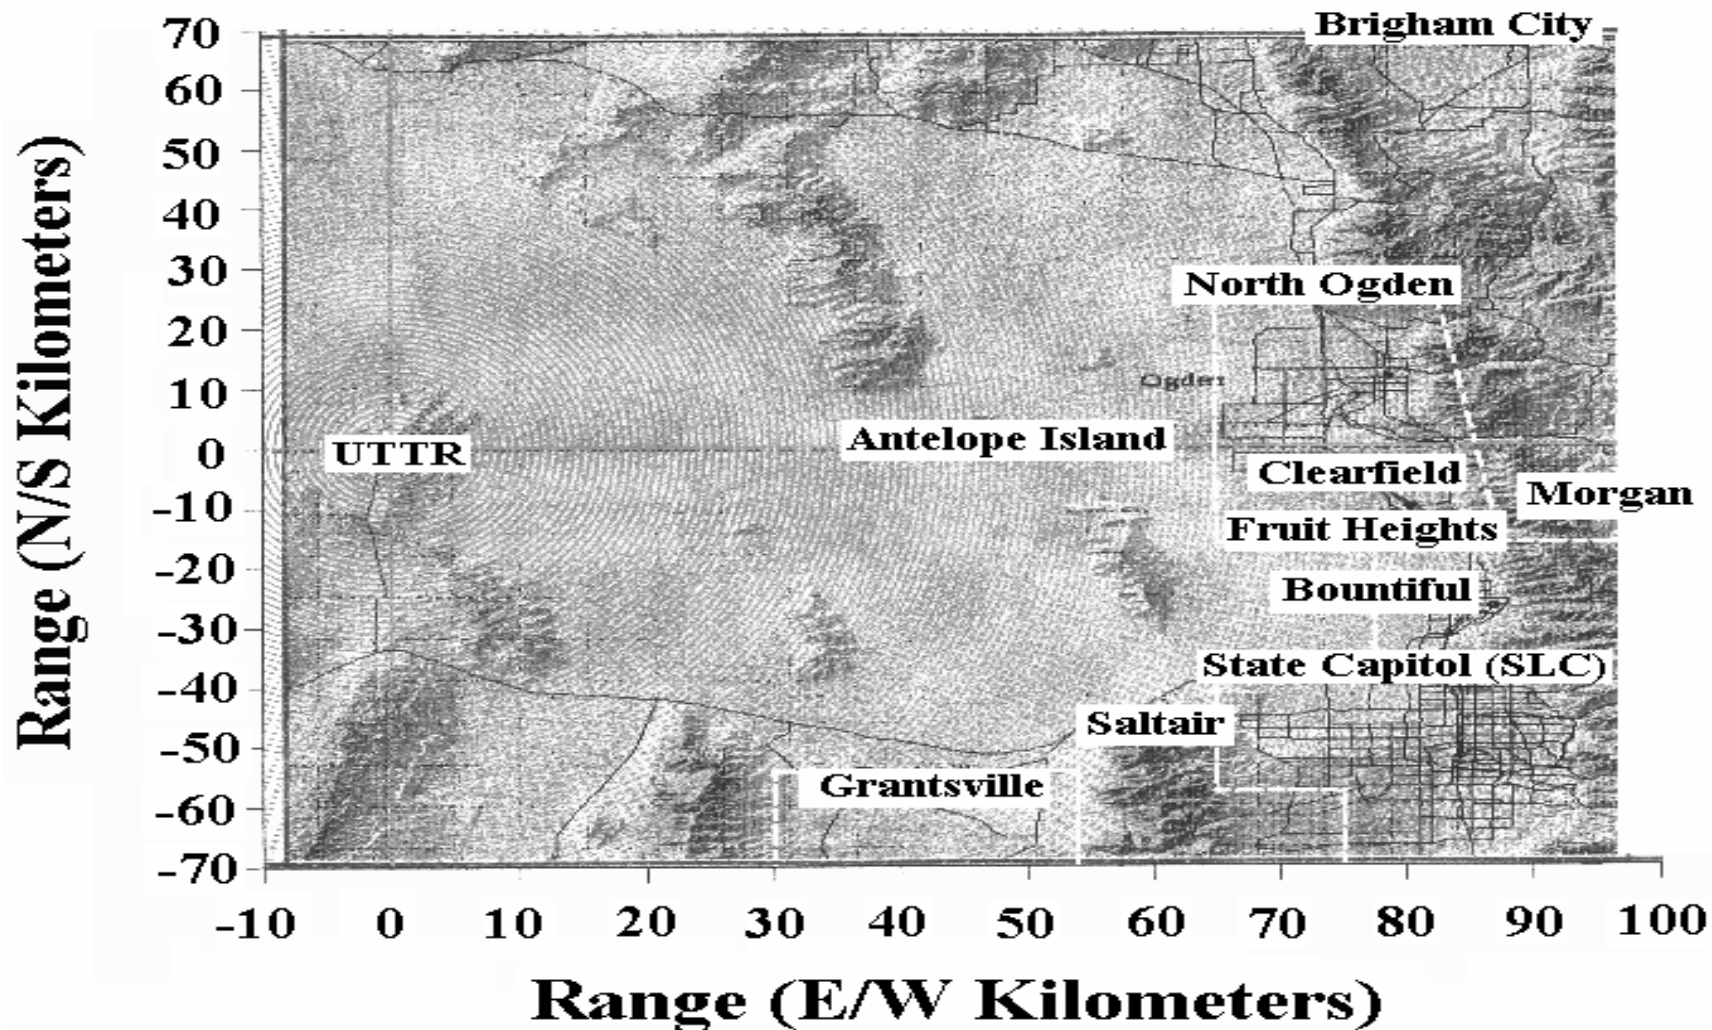 Brigham City
70
60
50
40
30
20
10
0
-10
-20
-30
-40
-50
-60
-70
Range (N/S Kilometers)
North Ogden
Ogden
UTTR
Antelope Island
Clearfield
Morgan
Fruit Heights
Bountiful
State Capitol (SLC)
Saltair
Grantsville
-10 0 10 20 30 40 50 60 70 80 90 100
Range (E/W Kilometers)